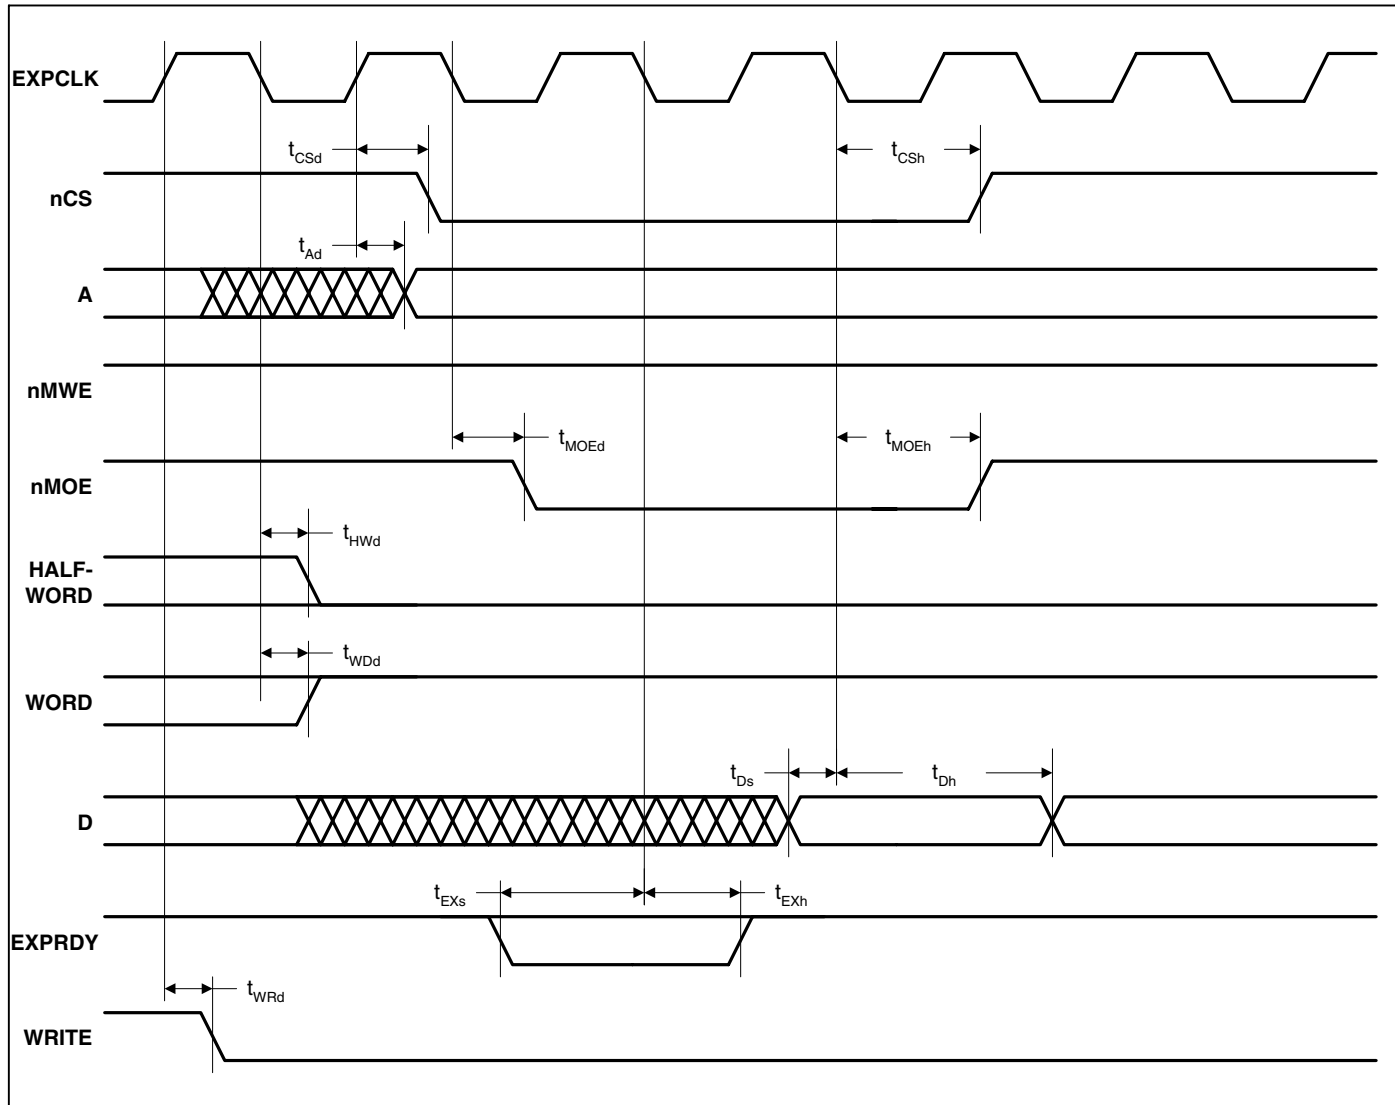 EXPCLK
tCSd
tCSh
nCS
tAd
A
nMWE
tMOEd
tMOEh
nMOE
tHWd
HALF-
WORD
tWDd
WORD
tDs
tDh
D
tEXs
tEXh
EXPRDY
tWRd
WRITE